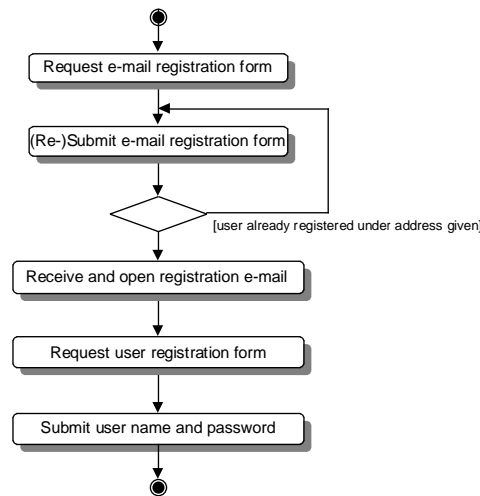 Request e-mail registration form
(Re-)Submit e-mail registration form
[user already registered under address given]
Receive and open registration e-mail
Request user registration form
Submit user name and password